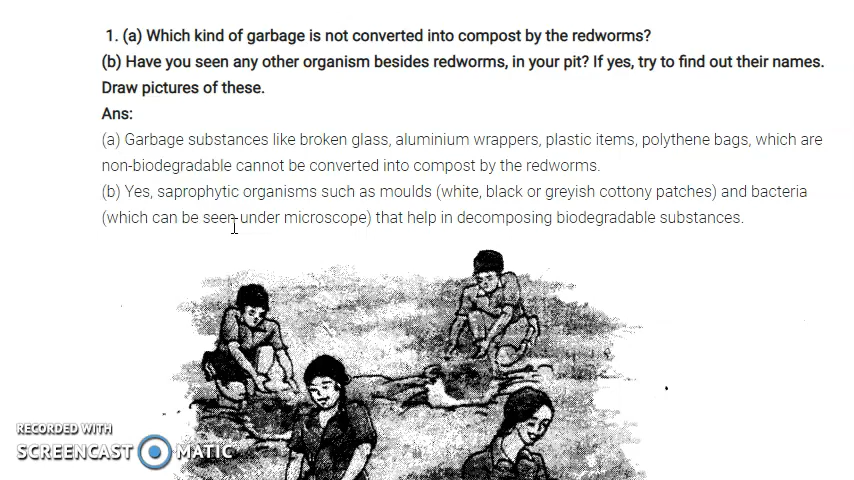 1. (a) Which kind of garbage is not converted into compost by the redworms?
(b) Have you seen any other organism besides redworms, in your pit? If yes, try to find out their names.
Draw pictures of these.
Ans:
(a) Garbage substances like broken glass, aluminium wrappers, plastic items, polythene bags, which are
non-biodegradable cannot be converted into compost by the redworms.
(b) Yes, saprophytic organisms such as moulds (white, black or greyish cottony patches) and bacteria
(which can be seen under microscope) that help in decomposing biodegradable substances.
RECORDED WITH
SCREENCAST MATIC